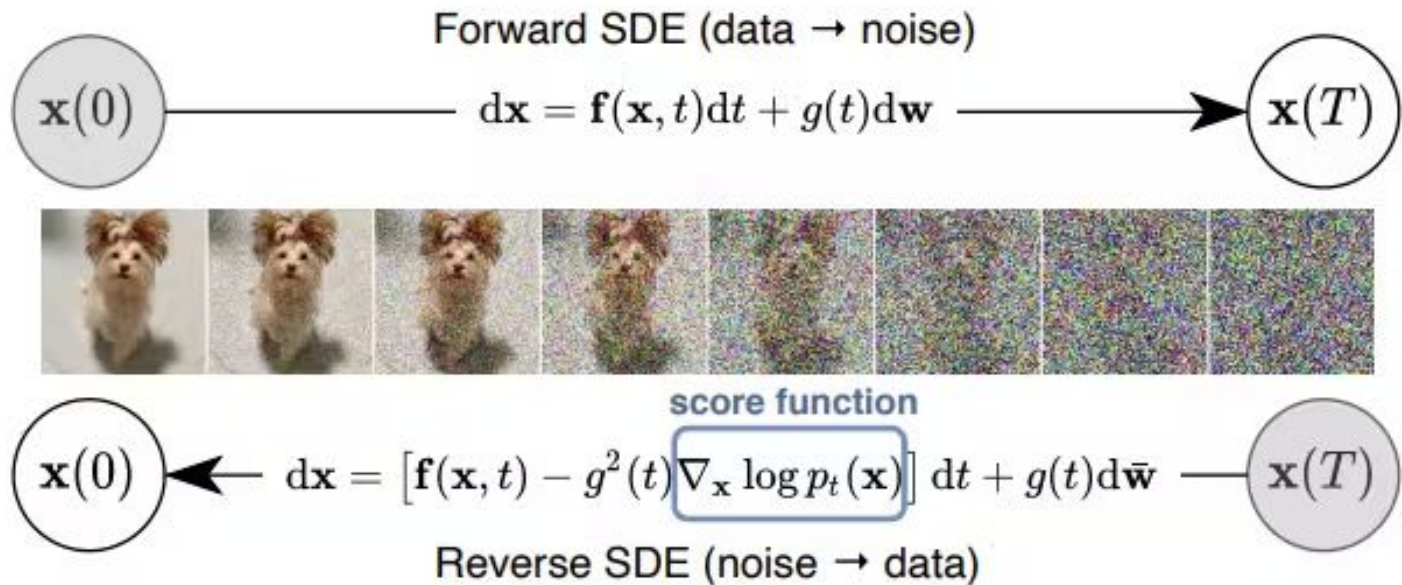 Forward SDE (data → noise)
x(0) dx = f(x, t)dt + g(t)dw x(T)
score function
x(0) dx = [f(x, t) − g²(t)∇ₓ log pₜ(x)] dt + g(t)dw̄ x(T)
Reverse SDE (noise → data)